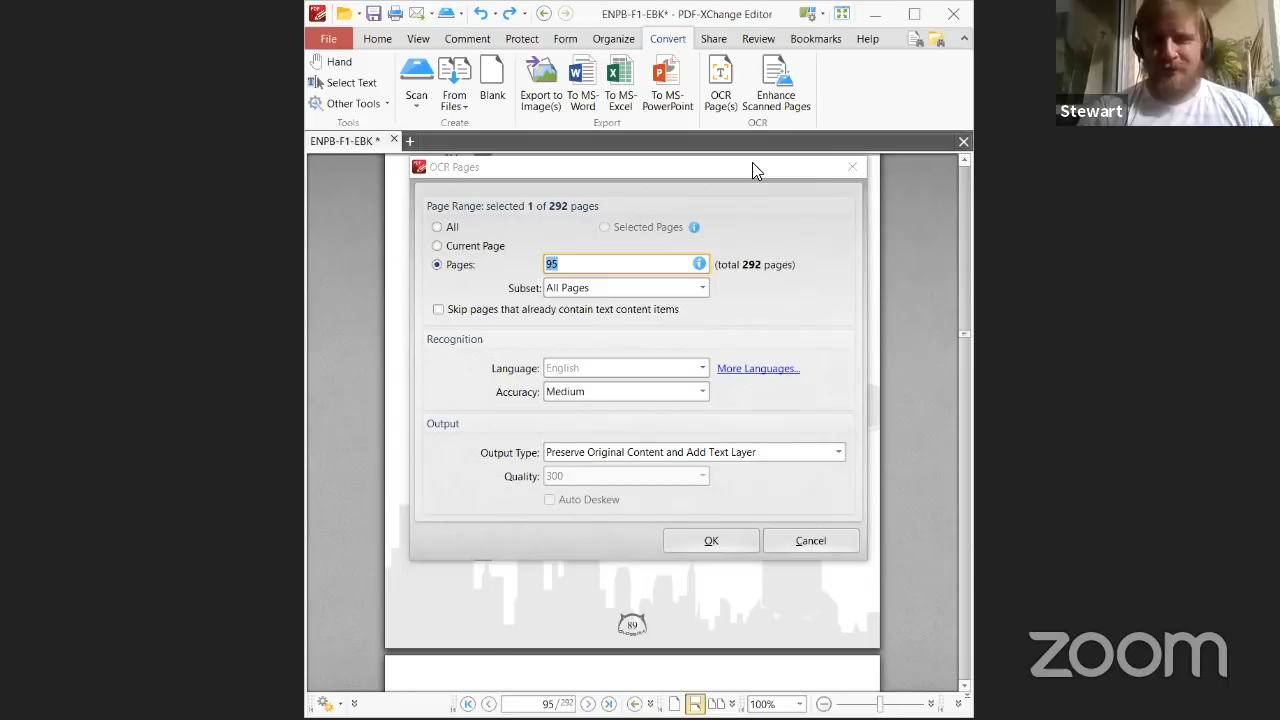 ENPB-F1-EBK* - PDF-XChange Editor
File Home View Comment Protect Form Organize Convert Share Review Bookmarks Help
Hand
Select Text
Other Tools
Tools
Scan
From Files
Blank
Create
Export to Image(s)
To MS-Word
To MS-Excel
To MS-PowerPoint
Export
OCR Page(s)
Enhance Scanned Pages
OCR
Stewart
ENPB-F1-EBK *
OCR Pages
Page Range: selected 1 of 292 pages
All
Selected Pages
Current Page
Pages: 95 (total 292 pages)
Subset: All Pages
Skip pages that already contain text content items
Recognition
Language: English More Languages...
Accuracy: Medium
Output
Output Type: Preserve Original Content and Add Text Layer
Quality: 300
Auto Deskew
OK Cancel
89
zoom
95 / 292
100%